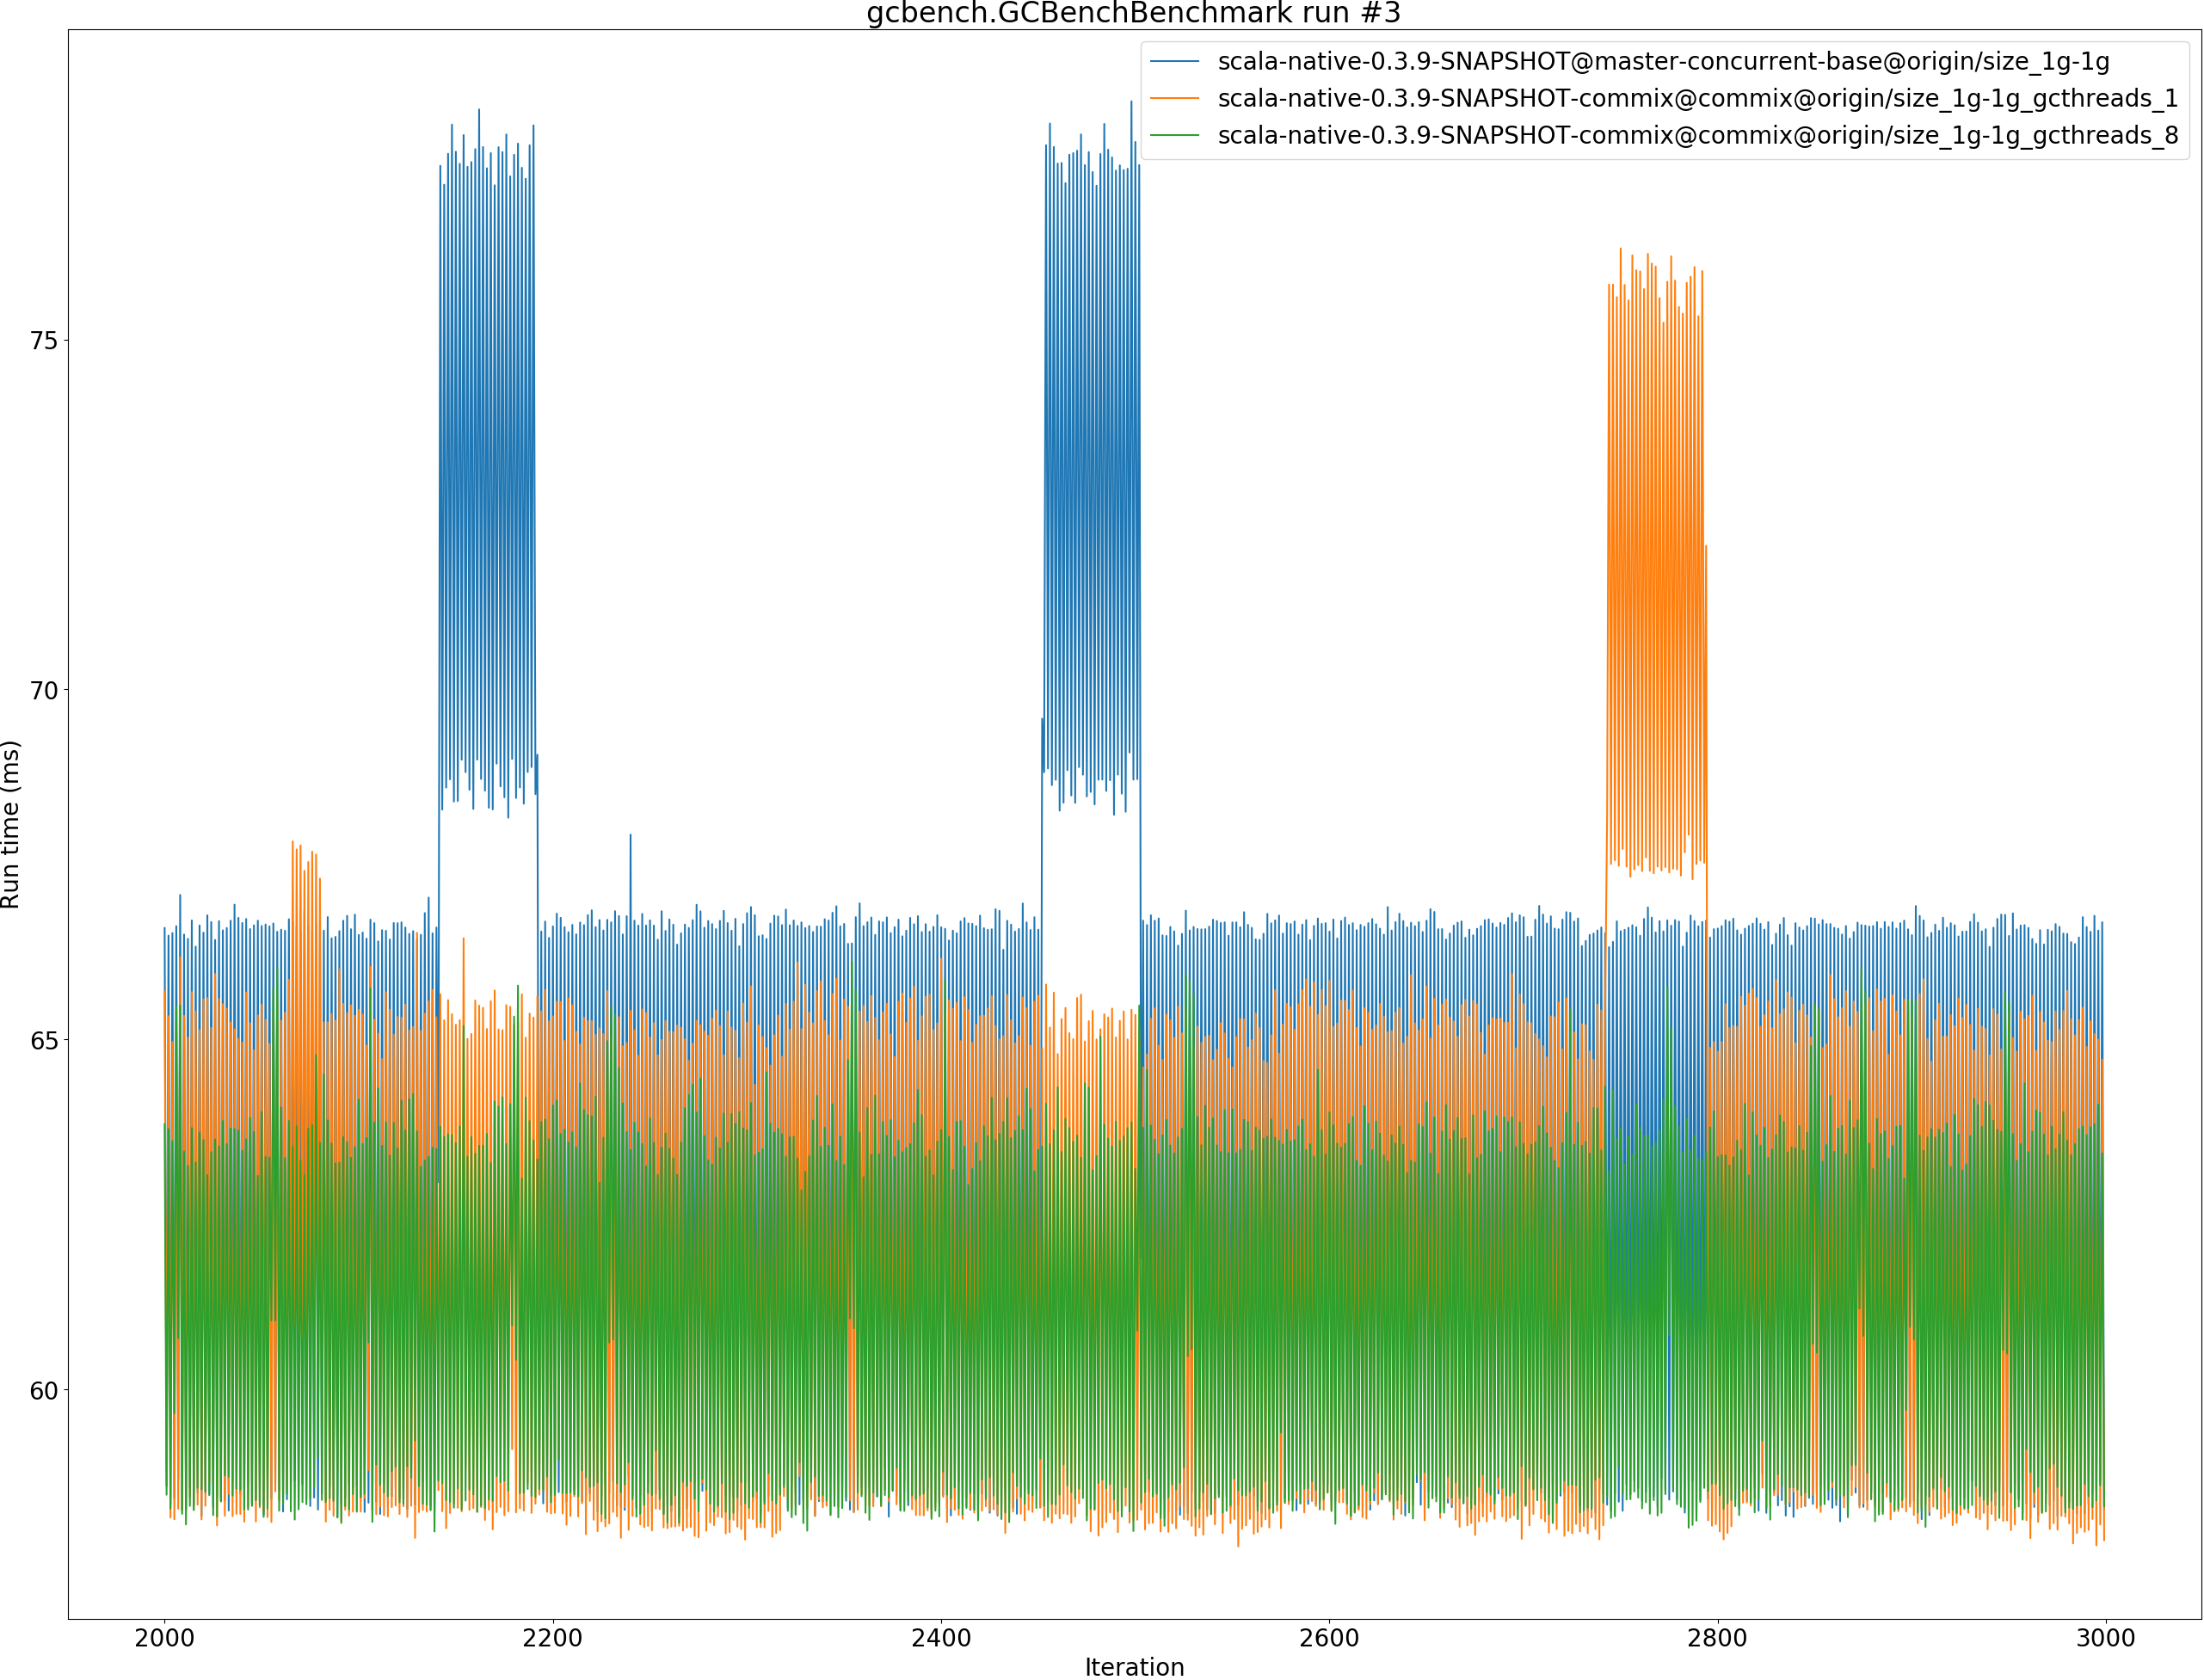 gcbench.GCBenchBenchmark run #3
scala-native-0.3.9-SNAPSHOT@master-concurrent-base@origin/size_1g-1g
scala-native-0.3.9-SNAPSHOT-commix@commix@origin/size_1g-1g_gcthreads_1
scala-native-0.3.9-SNAPSHOT-commix@commix@origin/size_1g-1g_gcthreads_8
Run time (ms)
75
70
65
60
2000 2200 2400 2600 2800 3000
Iteration